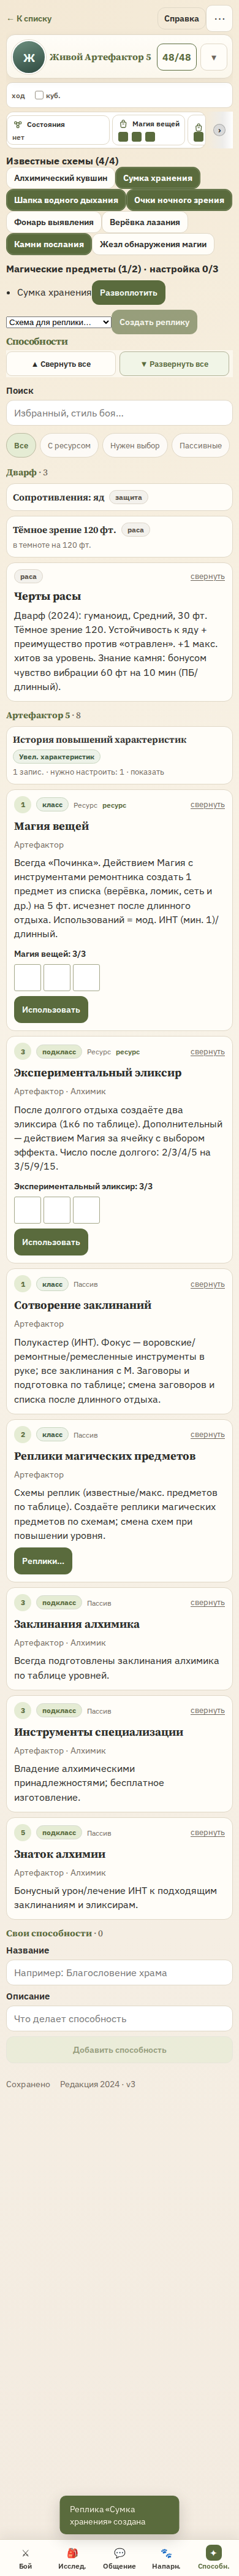 ← К списку
Справка
⋯
Ж
Живой Артефактор 5
48/48
▾
ход
куб.
Состояния
нет
Магия вещей
›
Известные схемы (4/4)
Алхимический кувшин
Сумка хранения
Шапка водного дыхания
Очки ночного зрения
Фонарь выявления
Верёвка лазания
Камни послания
Жезл обнаружения магии
Магические предметы (1/2) · настройка 0/3
• Сумка хранения
Развоплотить
Схема для реплики…
Создать реплику
Способности
▲ Свернуть все
▼ Развернуть все
Поиск
Избранный, стиль боя…
Все
С ресурсом
Нужен выбор
Пассивные
Дварф · 3
Сопротивления: яд
защита
Тёмное зрение 120 фт.
раса
в темноте на 120 фт.
раса
свернуть
Черты расы
Дварф (2024): гуманоид, Средний, 30 фт.
Тёмное зрение 120. Устойчивость к яду +
преимущество против «отравлен». +1 макс.
хитов за уровень. Знание камня: бонусом
чувство вибрации 60 фт на 10 мин (ПБ/
длинный).
Артефактор 5 · 8
История повышений характеристик
Увел. характеристик
1 запис. · нужно настроить: 1 · показать
1
класс
Ресурс
ресурс
свернуть
Магия вещей
Артефактор
Всегда «Починка». Действием Магия с
инструментами ремонтника создать 1
предмет из списка (верёвка, ломик, сеть и
др.) на 5 фт. исчезнет после длинного
отдыха. Использований = мод. ИНТ (мин. 1)/
длинный.
Магия вещей: 3/3
Использовать
3
подкласс
Ресурс
ресурс
свернуть
Экспериментальный эликсир
Артефактор · Алхимик
После долгого отдыха создаёте два
эликсира (1к6 по таблице). Дополнительный
— действием Магия за ячейку с выбором
эффекта. Число после долгого: 2/3/4/5 на
3/5/9/15.
Экспериментальный эликсир: 3/3
Использовать
1
класс
Пассив
свернуть
Сотворение заклинаний
Артефактор
Полукастер (ИНТ). Фокус — воровские/
ремонтные/ремесленные инструменты в
руке; все заклинания с М. Заговоры и
подготовка по таблице; смена заговоров и
списка после длинного отдыха.
2
класс
Пассив
свернуть
Реплики магических предметов
Артефактор
Схемы реплик (известные/макс. предметов
по таблице). Создаёте реплики магических
предметов по схемам; смена схем при
повышении уровня.
Реплики…
3
подкласс
Пассив
свернуть
Заклинания алхимика
Артефактор · Алхимик
Всегда подготовлены заклинания алхимика
по таблице уровней.
3
подкласс
Пассив
свернуть
Инструменты специализации
Артефактор · Алхимик
Владение алхимическими
принадлежностями; бесплатное
изготовление.
5
подкласс
Пассив
свернуть
Знаток алхимии
Артефактор · Алхимик
Бонусный урон/лечение ИНТ к подходящим
заклинаниям и эликсирам.
Свои способности · 0
Название
Например: Благословение храма
Описание
Что делает способность
Добавить способность
Сохранено
Редакция 2024 · v3
Реплика «Сумка
хранения» создана
Бой
Исслед.
Общение
Напарн.
Способн.